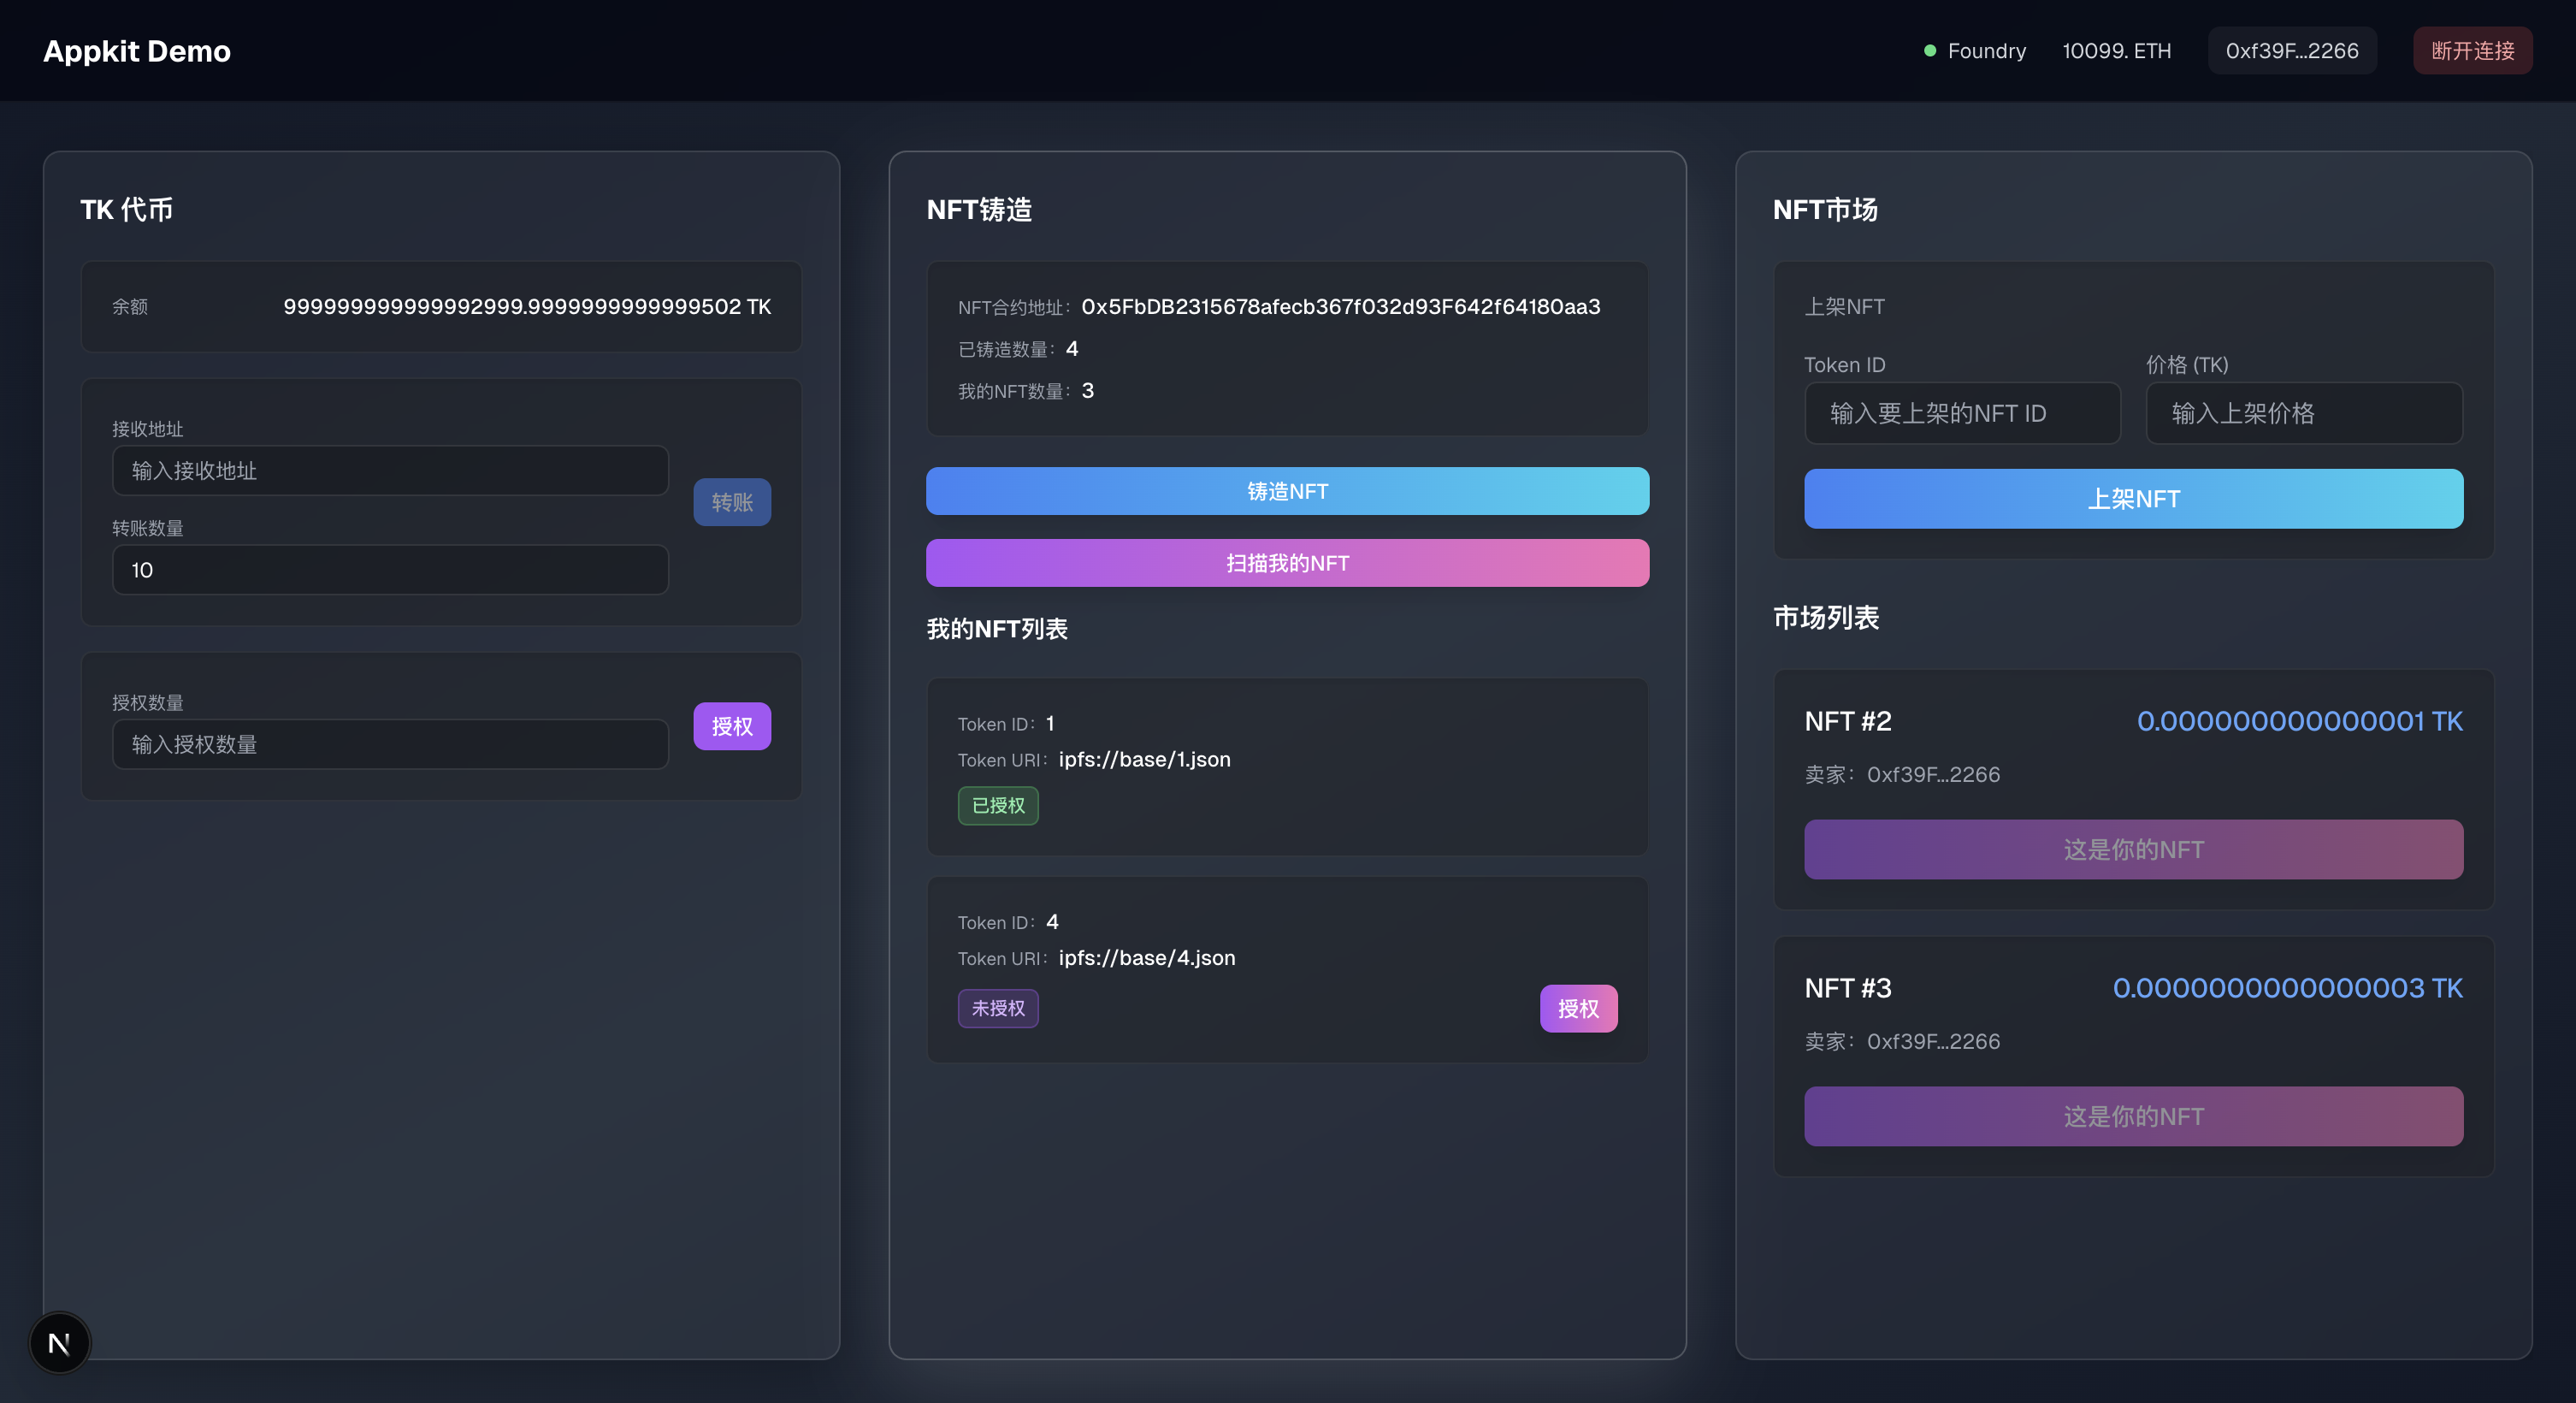 Appkit Demo
Foundry
10099. ETH
0xf39F...2266
断开连接
TK 代币
余额
999999999999992999.9999999999999502 TK
接收地址
输入接收地址
转账数量
10
转账
授权数量
输入授权数量
授权
NFT铸造
NFT合约地址：0x5FbDB2315678afecb367f032d93F642f64180aa3
已铸造数量：4
我的NFT数量：3
铸造NFT
扫描我的NFT
我的NFT列表
Token ID：1
Token URI：ipfs://base/1.json
已授权
Token ID：4
Token URI：ipfs://base/4.json
未授权
授权
NFT市场
上架NFT
Token ID
价格 (TK)
输入要上架的NFT ID
输入上架价格
上架NFT
市场列表
NFT #2
0.000000000000001 TK
卖家：0xf39F...2266
这是你的NFT
NFT #3
0.0000000000000003 TK
卖家：0xf39F...2266
这是你的NFT
N